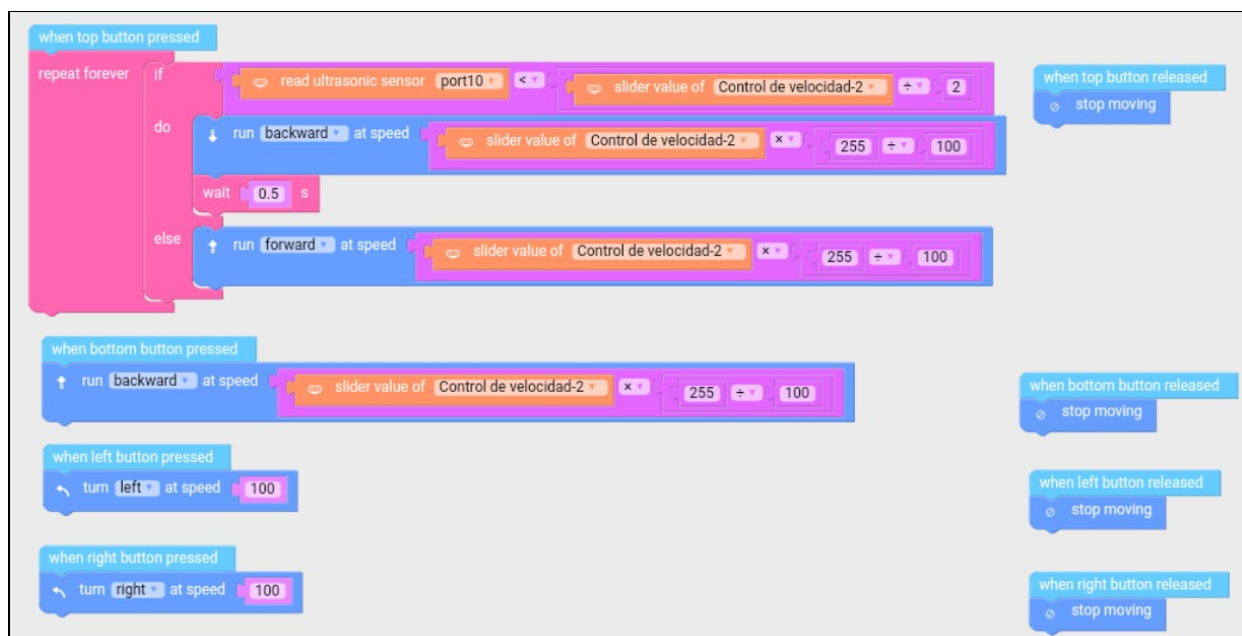 when top button pressed
repeat forever if read ultrasonic sensor port10 < slider value of Control de velocidad-2 ÷ 2
do run backward at speed slider value of Control de velocidad-2 × 255 ÷ 100
wait 0.5 s
else run forward at speed slider value of Control de velocidad-2 × 255 ÷ 100
when top button released
stop moving
when bottom button pressed
run backward at speed slider value of Control de velocidad-2 × 255 ÷ 100
when bottom button released
stop moving
when left button pressed
turn left at speed 100
when left button released
stop moving
when right button pressed
turn right at speed 100
when right button released
stop moving